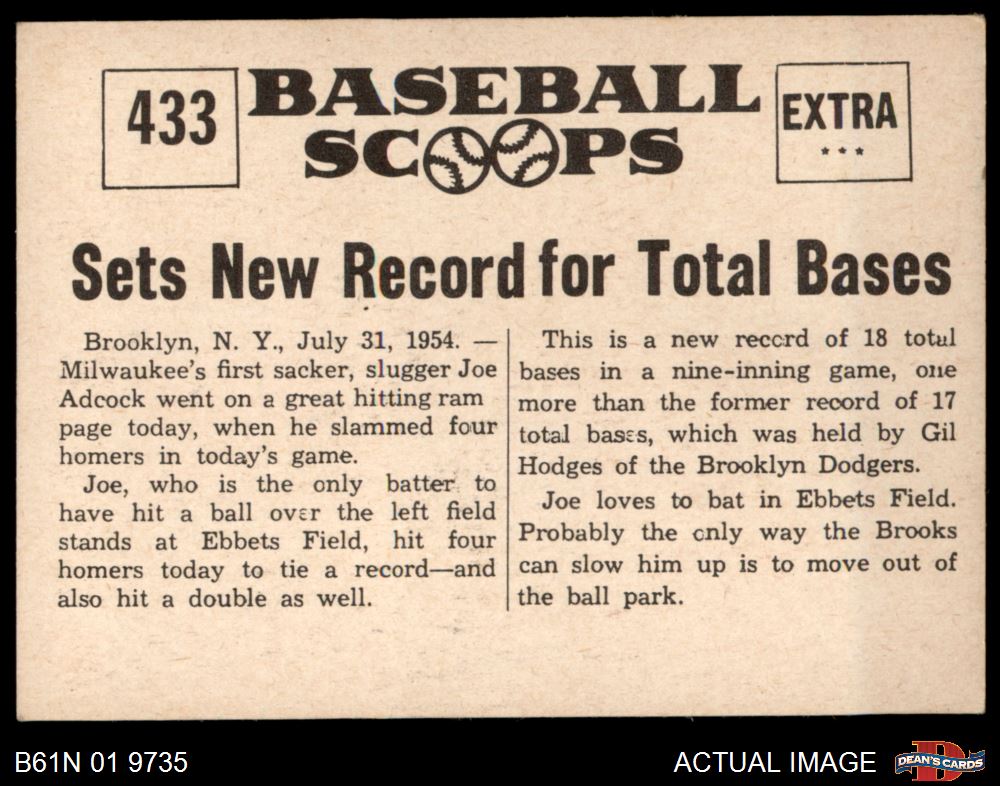 433
BASEBALL
SCOOPS
EXTRA
***
Sets New Record for Total Bases
Brooklyn, N. Y., July 31, 1954. —
Milwaukee's first sacker, slugger Joe
Adcock went on a great hitting ram
page today, when he slammed four
homers in today's game.
Joe, who is the only batter to
have hit a ball over the left field
stands at Ebbets Field, hit four
homers today to tie a record—and
also hit a double as well.
This is a new record of 18 total
bases in a nine-inning game, one
more than the former record of 17
total bases, which was held by Gil
Hodges of the Brooklyn Dodgers.
Joe loves to bat in Ebbets Field.
Probably the only way the Brooks
can slow him up is to move out of
the ball park.
B61N 01 9735
ACTUAL IMAGE
D
DEAN'S CARDS